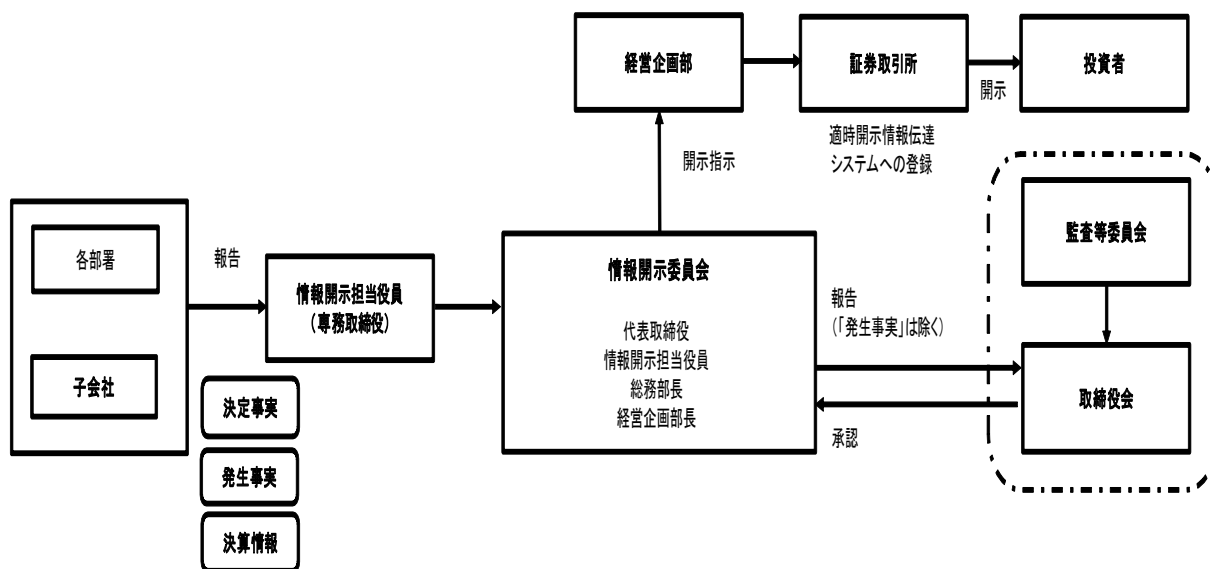 経営企画部
証券取引所
開示
投資者
適時開示情報伝達
システムへの登録
開示指示
監査等委員会
各部署
報告
情報開示担当役員
（専務取締役）
子会社
決定事実
発生事実
決算情報
情報開示委員会
代表取締役
情報開示担当役員
総務部長
経営企画部長
報告
（「発生事実」は除く）
承認
取締役会